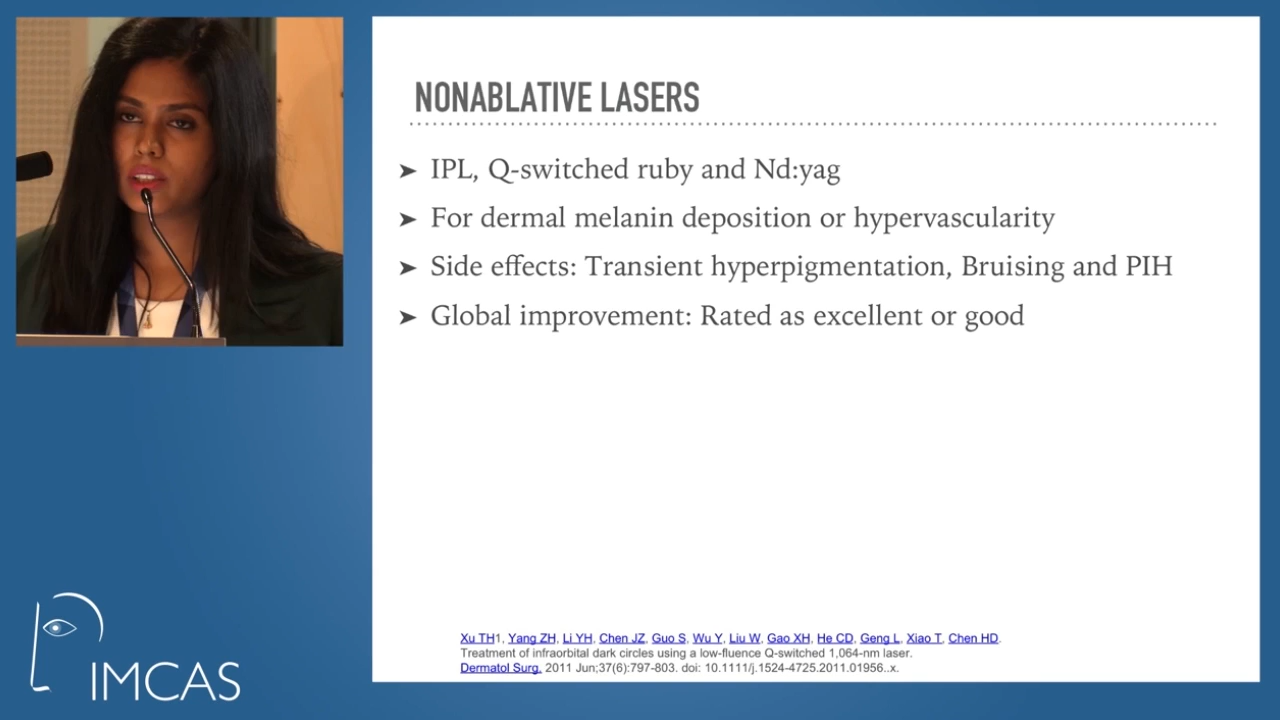 NONABLATIVE LASERS
➤ IPL, Q-switched ruby and Nd:yag
➤ For dermal melanin deposition or hypervascularity
➤ Side effects: Transient hyperpigmentation, Bruising and PIH
➤ Global improvement: Rated as excellent or good
Xu TH1, Yang ZH, Li YH, Chen JZ, Guo S, Wu Y, Liu W, Gao XH, He CD, Geng L, Xiao T, Chen HD.
Treatment of infraorbital dark circles using a low-fluence Q-switched 1,064-nm laser.
Dermatol Surg. 2011 Jun;37(6):797-803. doi: 10.1111/j.1524-4725.2011.01956..x.
IMCAS